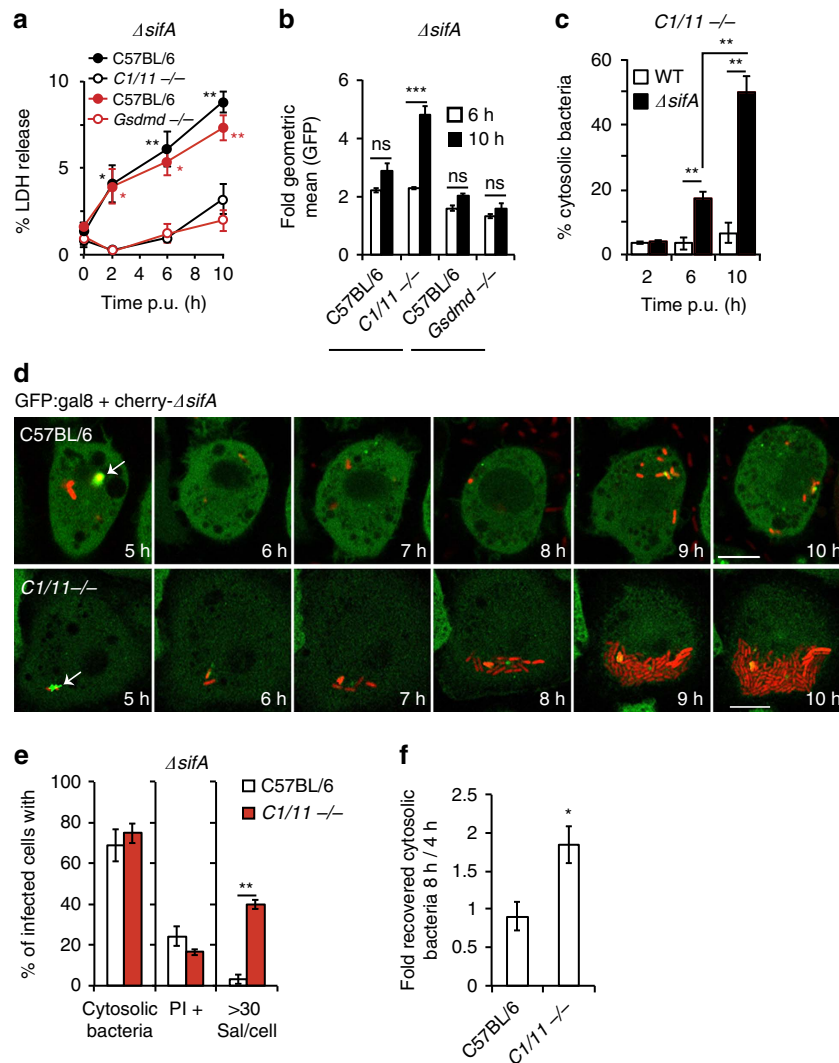 a
ΔsifA
C57BL/6
C1/11 –/–
C57BL/6
Gsdmd –/–
% LDH release
10
5
0
**
**
*
*
*
**
0 2 4 6 8 10
Time p.u. (h)
b
ΔsifA
Fold geometric
mean (GFP)
6
4
2
0
ns
***
ns
ns
6 h
10 h
C57BL/6
C1/11 –/–
C57BL/6
Gsdmd –/–
c
C1/11 –/–
% cytosolic bacteria
60
40
20
0
WT
ΔsifA
**
**
**
2 6 10
Time p.u. (h)
d
GFP:gal8 + cherry-ΔsifA
C57BL/6
5 h
6 h
7 h
8 h
9 h
10 h
C1/11–/–
5 h
6 h
7 h
8 h
9 h
10 h
e
ΔsifA
% of infected cells with
100
80
60
40
20
0
C57BL/6
C1/11 –/–
**
Cytosolic
bacteria
PI +
>30
Sal/cell
f
Fold recovered cytosolic
bacteria 8 h / 4 h
2.5
2
1.5
1
0.5
0
*
C57BL/6
C1/11 –/–